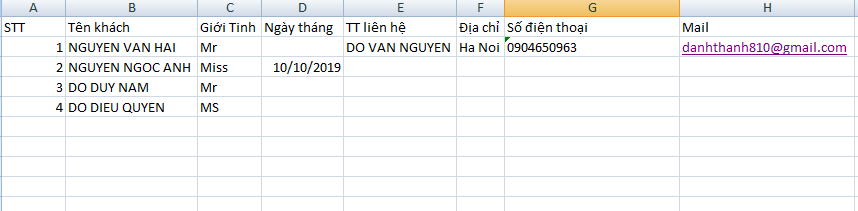 A B C D E F G H
STT Tên khách Giới Tinh Ngày tháng TT liên hệ Địa chỉ Số điện thoại Mail
1 NGUYEN VAN HAI Mr DO VAN NGUYEN Ha Noi 0904650963 danhthanh810@gmail.com
2 NGUYEN NGOC ANH Miss 10/10/2019
3 DO DUY NAM Mr
4 DO DIEU QUYEN MS